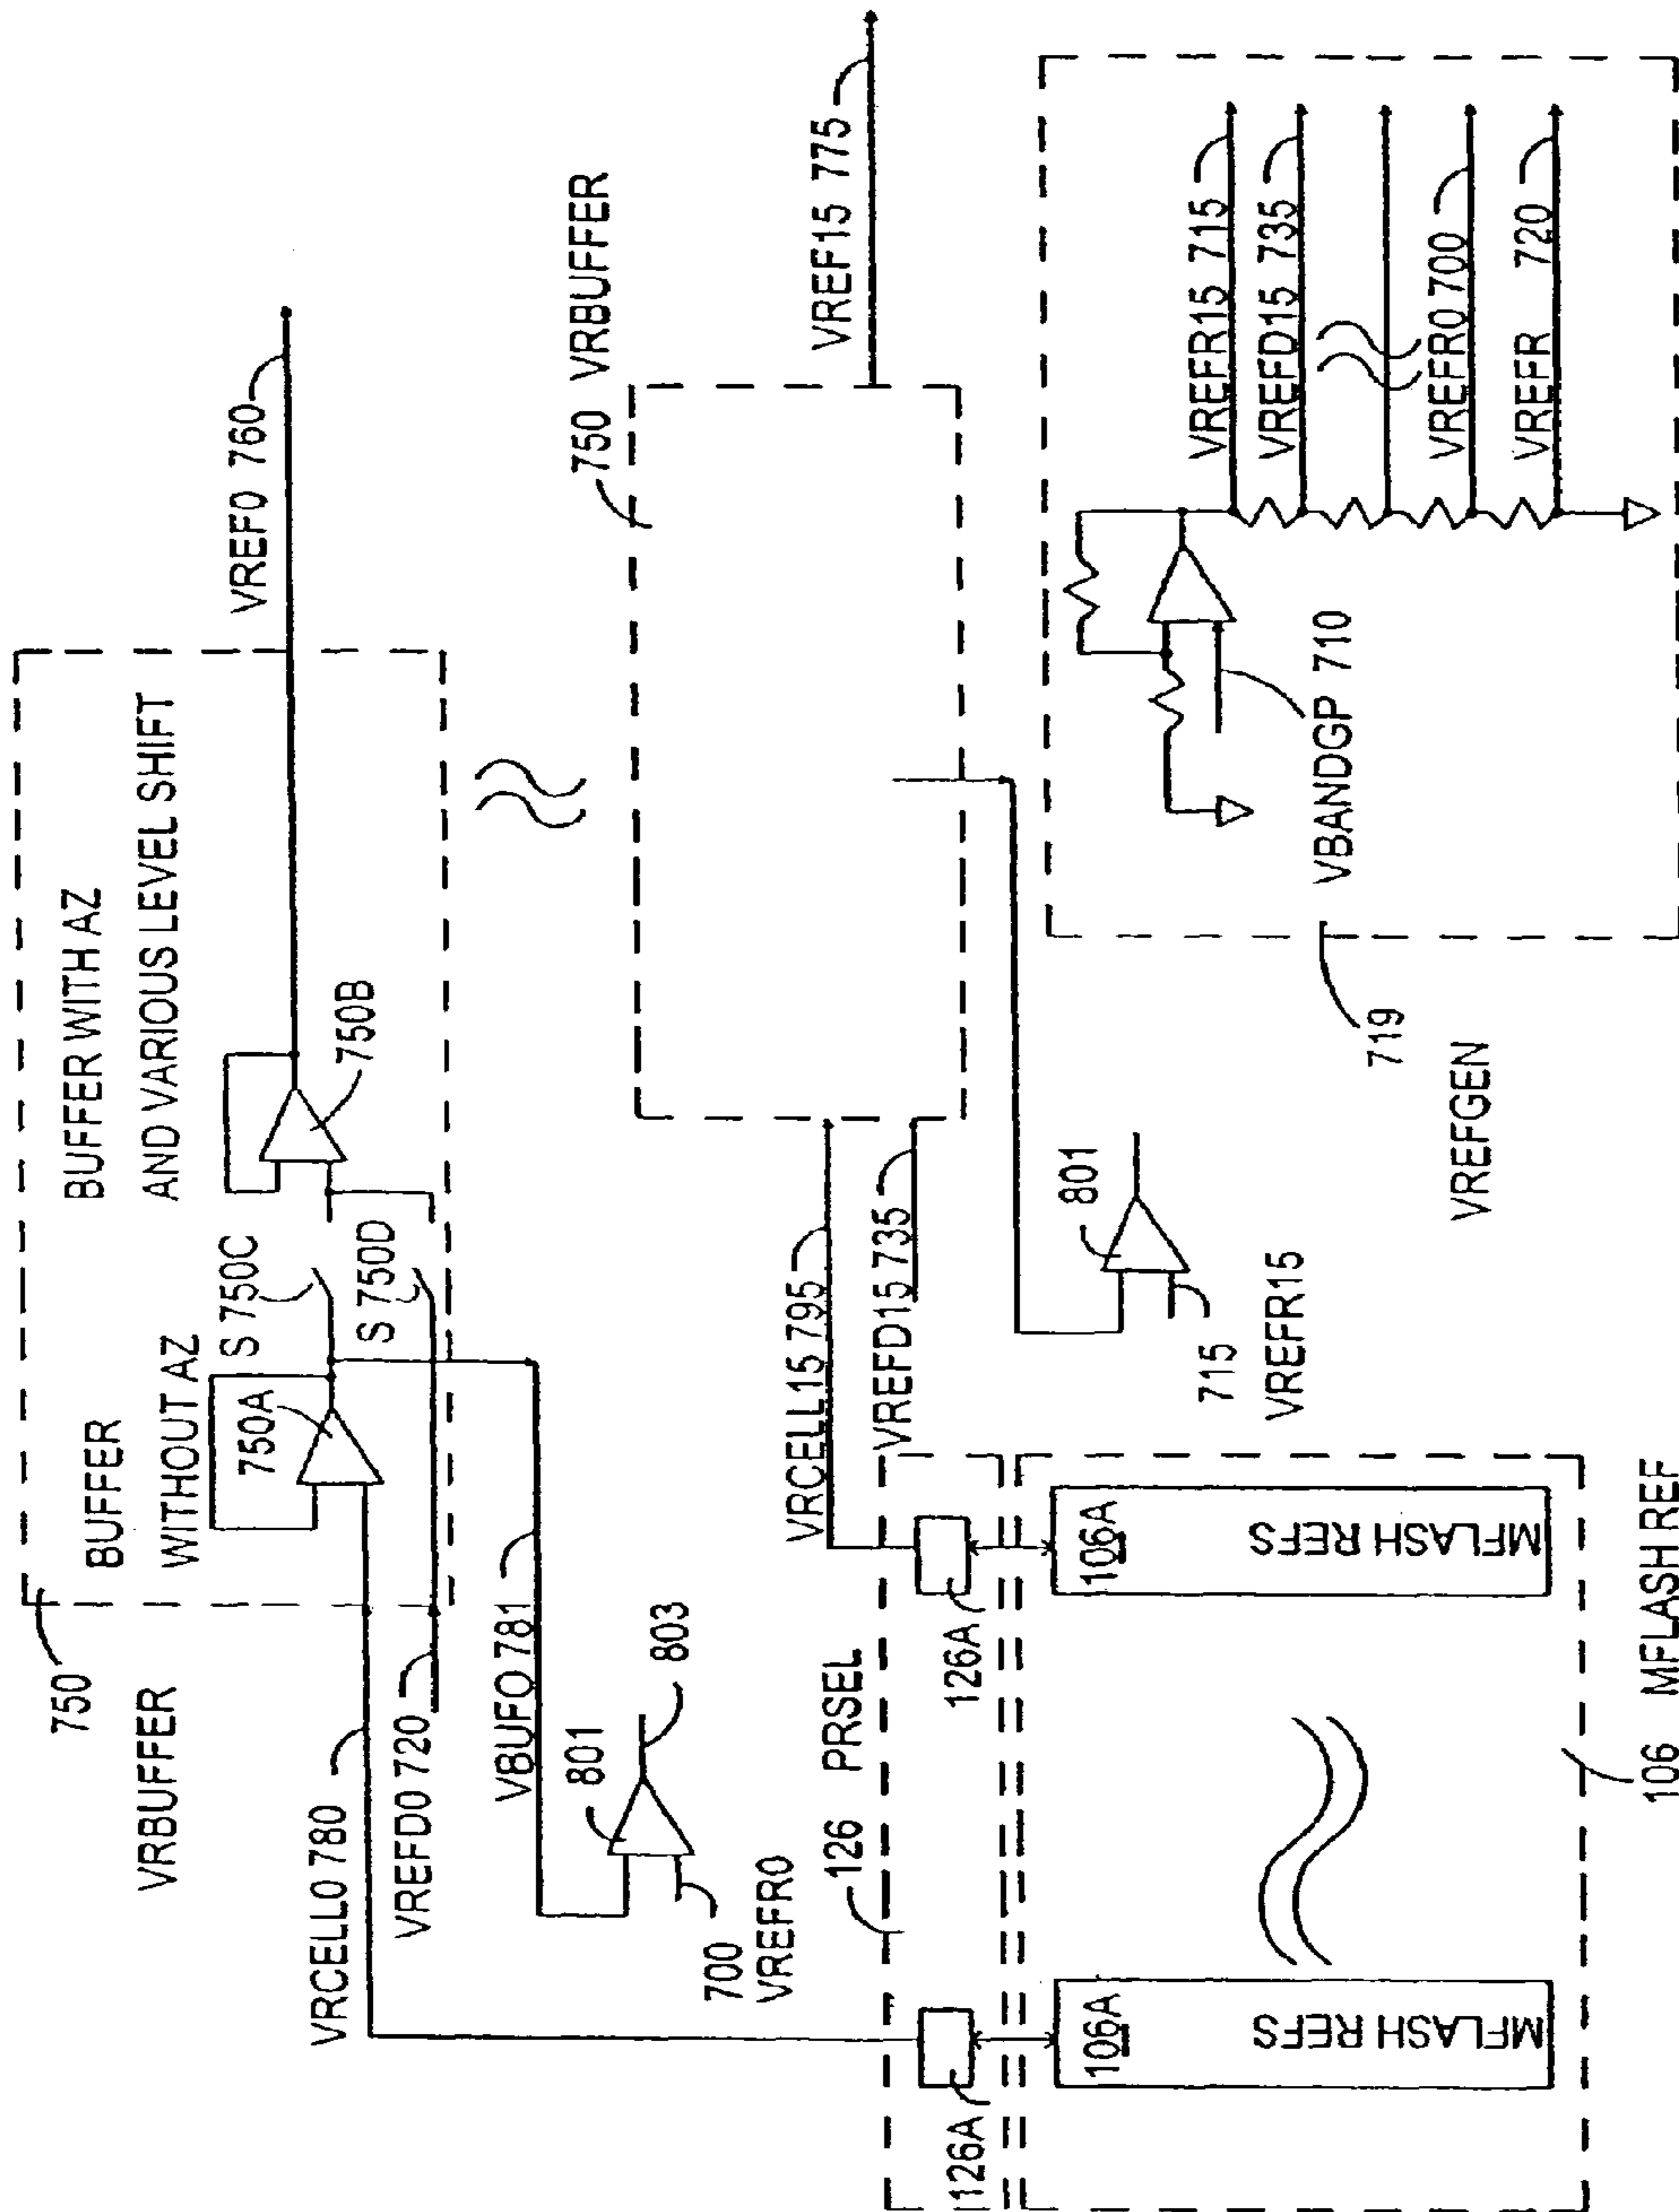 750
VRBUFFER
BUFFER
WITHOUT AZ
750A
S 750C
S 750D
BUFFER WITH AZ
AND VARIOUS LEVEL SHIFT
750B
VREF0 760
VRCELL0 780
VREFD0 720
VBUFO 781
801
803
700
VREFR0
750 VRBUFFER
VREF15 775
VRCELL15 795
VREFD15 735
801
715
VREFR15
126 PRSEL
126A
126A
106A
MFLASH REFS
106A
MFLASH REFS
106 MFLASH REF
719
VREFGEN
VBANDGP 710
VREFR15 715
VREFD15 735
VREFR0 700
VREFR 720